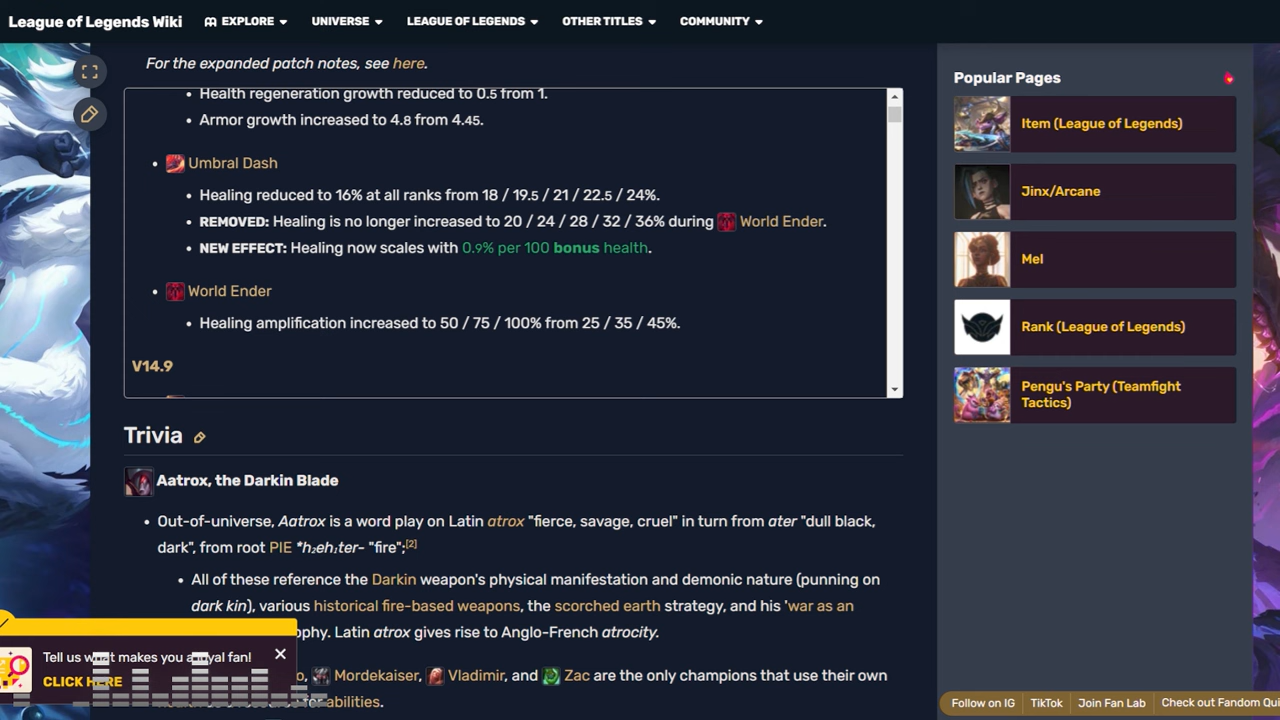 League of Legends Wiki
EXPLORE
UNIVERSE
LEAGUE OF LEGENDS
OTHER TITLES
COMMUNITY
For the expanded patch notes, see here.
• Health regeneration growth reduced to 0.5 from 1.
• Armor growth increased to 4.8 from 4.45.
• Umbral Dash
• Healing reduced to 16% at all ranks from 18 / 19.5 / 21 / 22.5 / 24%.
• REMOVED: Healing is no longer increased to 20 / 24 / 28 / 32 / 36% during World Ender.
• NEW EFFECT: Healing now scales with 0.9% per 100 bonus health.
• World Ender
• Healing amplification increased to 50 / 75 / 100% from 25 / 35 / 45%.
V14.9
Trivia
Aatrox, the Darkin Blade
• Out-of-universe, Aatrox is a word play on Latin atrox "fierce, savage, cruel" in turn from ater "dull black,
dark", from root PIE *h₂eh₁ter- "fire";[2]
• All of these reference the Darkin weapon's physical manifestation and demonic nature (punning on
dark kin), various historical fire-based weapons, the scorched earth strategy, and his 'war as an
ophy. Latin atrox gives rise to Anglo-French atrocity.
o, Mordekaiser, Vladimir, and Zac are the only champions that use their own
health as a resource for abilities.
Tell us what makes you a loyal fan!
CLICK HERE
Popular Pages
Item (League of Legends)
Jinx/Arcane
Mel
Rank (League of Legends)
Pengu's Party (Teamfight
Tactics)
Follow on IG
TikTok
Join Fan Lab
Check out Fandom Qui